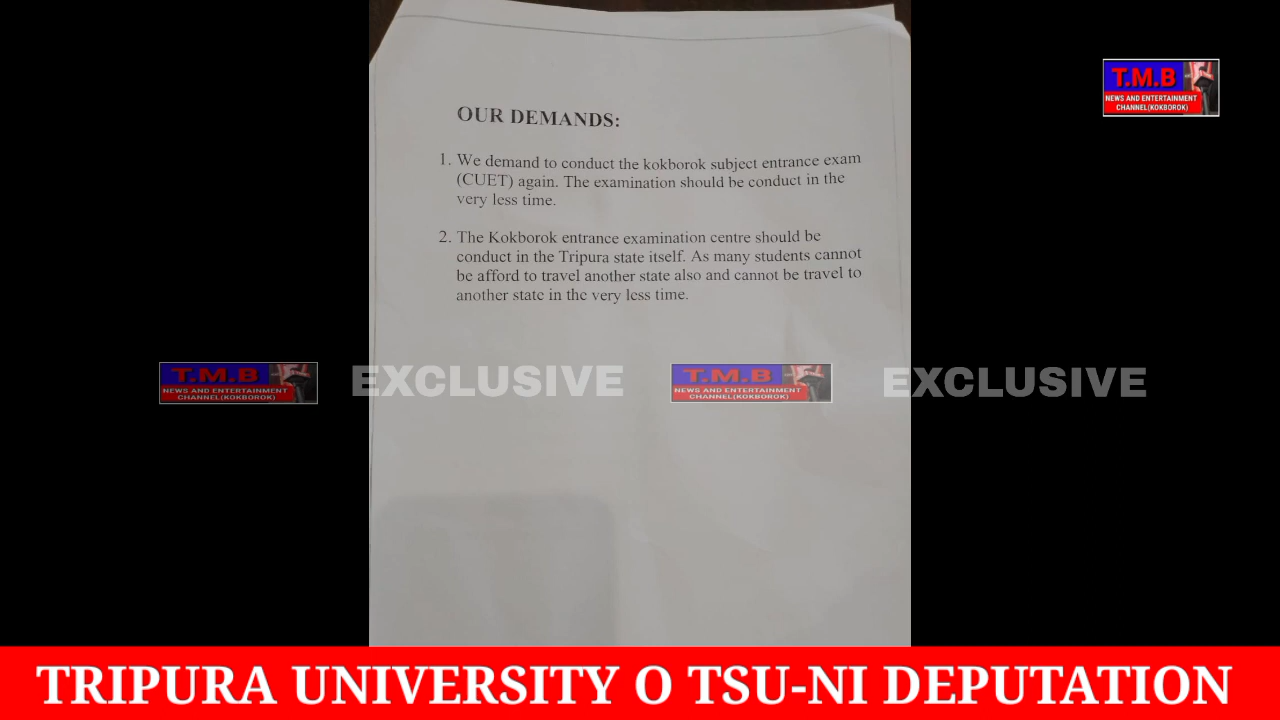 OUR DEMANDS:
1. We demand to conduct the kokborok subject entrance exam
(CUET) again. The examination should be conduct in the
very less time.
2. The Kokborok entrance examination centre should be
conduct in the Tripura state itself. As many students cannot
be afford to travel another state also and cannot be travel to
another state in the very less time.
T.M.B
NEWS AND ENTERTAINMENT
CHANNEL(KOKBOROK)
T.M.B
NEWS AND ENTERTAINMENT
CHANNEL(KOKBOROK)
EXCLUSIVE
T.M.B
NEWS AND ENTERTAINMENT
CHANNEL(KOKBOROK)
EXCLUSIVE
TRIPURA UNIVERSITY O TSU-NI DEPUTATION